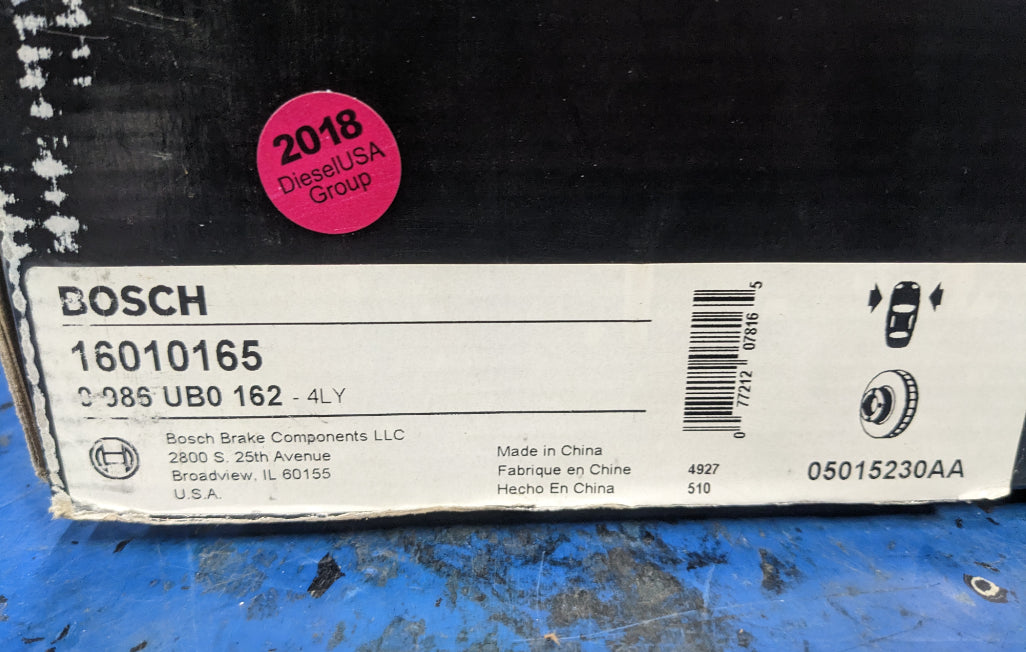 2018
DieselUSA
Group
BOSCH
16010165
0 986 UB0 162 - 4LY
Bosch Brake Components LLC
2800 S. 25th Avenue
Broadview, IL 60155
U.S.A.
Made in China
Fabrique en Chine
Hecho En China
4927
510
0 77212 07816 5
05015230AA